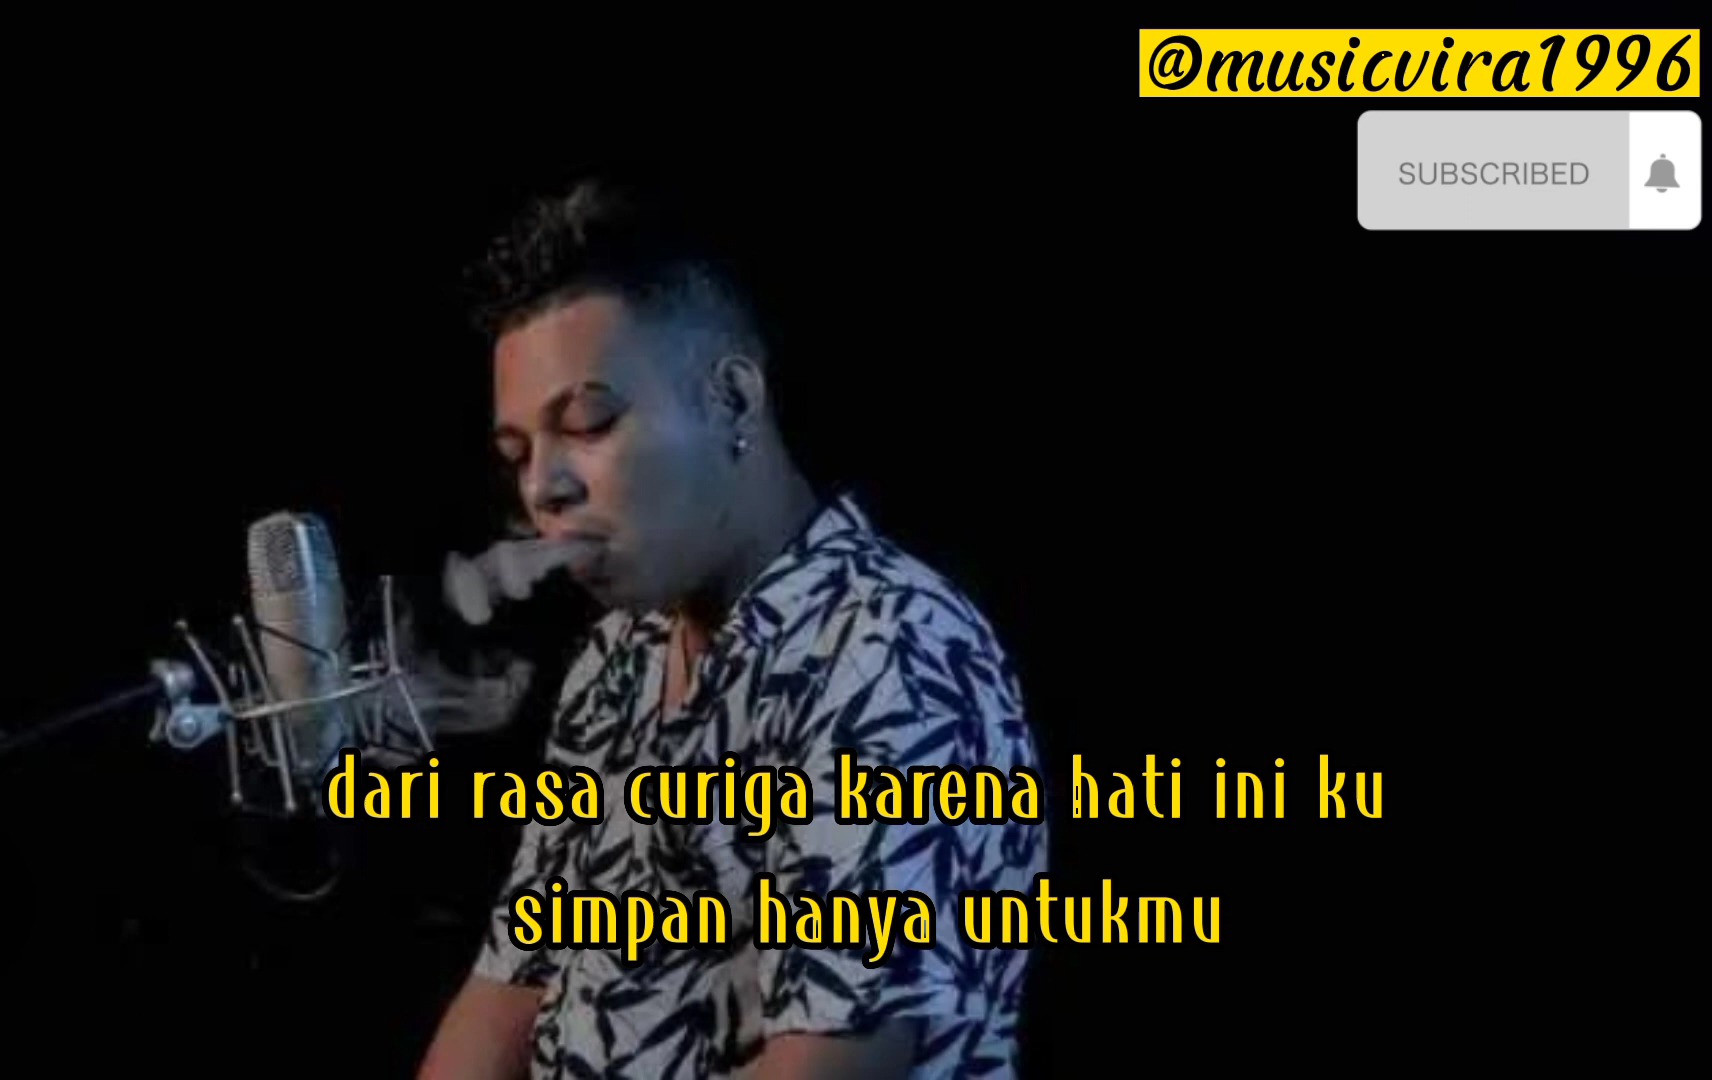 @musicvira1996
SUBSCRIBED
dari rasa curiga karena hati ini ku
simpan hanya untukmu